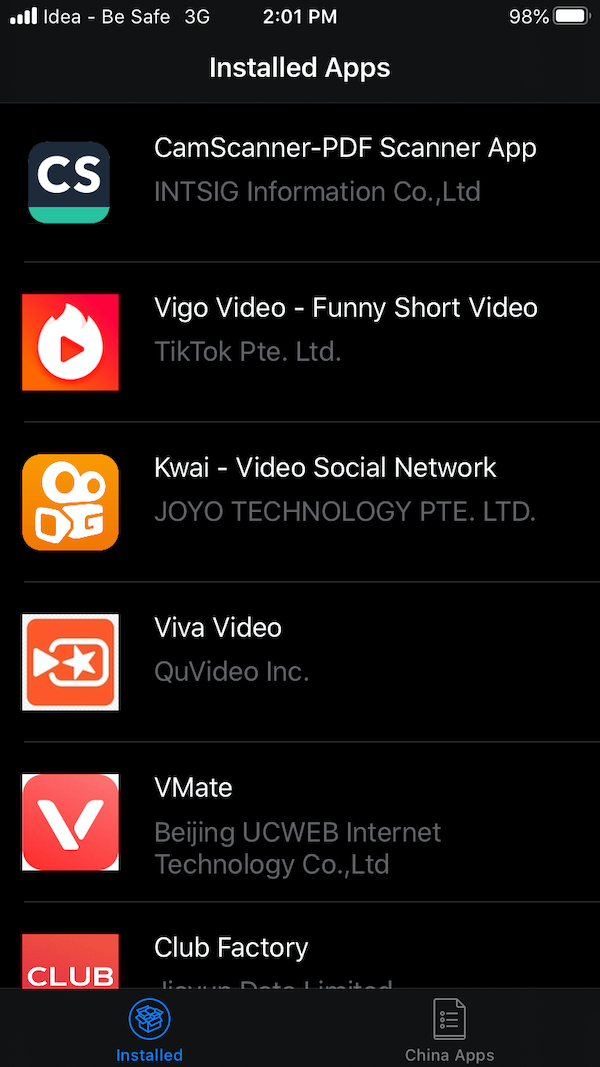 Idea - Be Safe 3G 2:01 PM 98%
Installed Apps
CS
CamScanner-PDF Scanner App
INTSIG Information Co.,Ltd
Vigo Video - Funny Short Video
TikTok Pte. Ltd.
Kwai - Video Social Network
JOYO TECHNOLOGY PTE. LTD.
Viva Video
QuVideo Inc.
VMate
Beijing UCWEB Internet
Technology Co.,Ltd
Club Factory
CLUB
Limited
Installed
China Apps